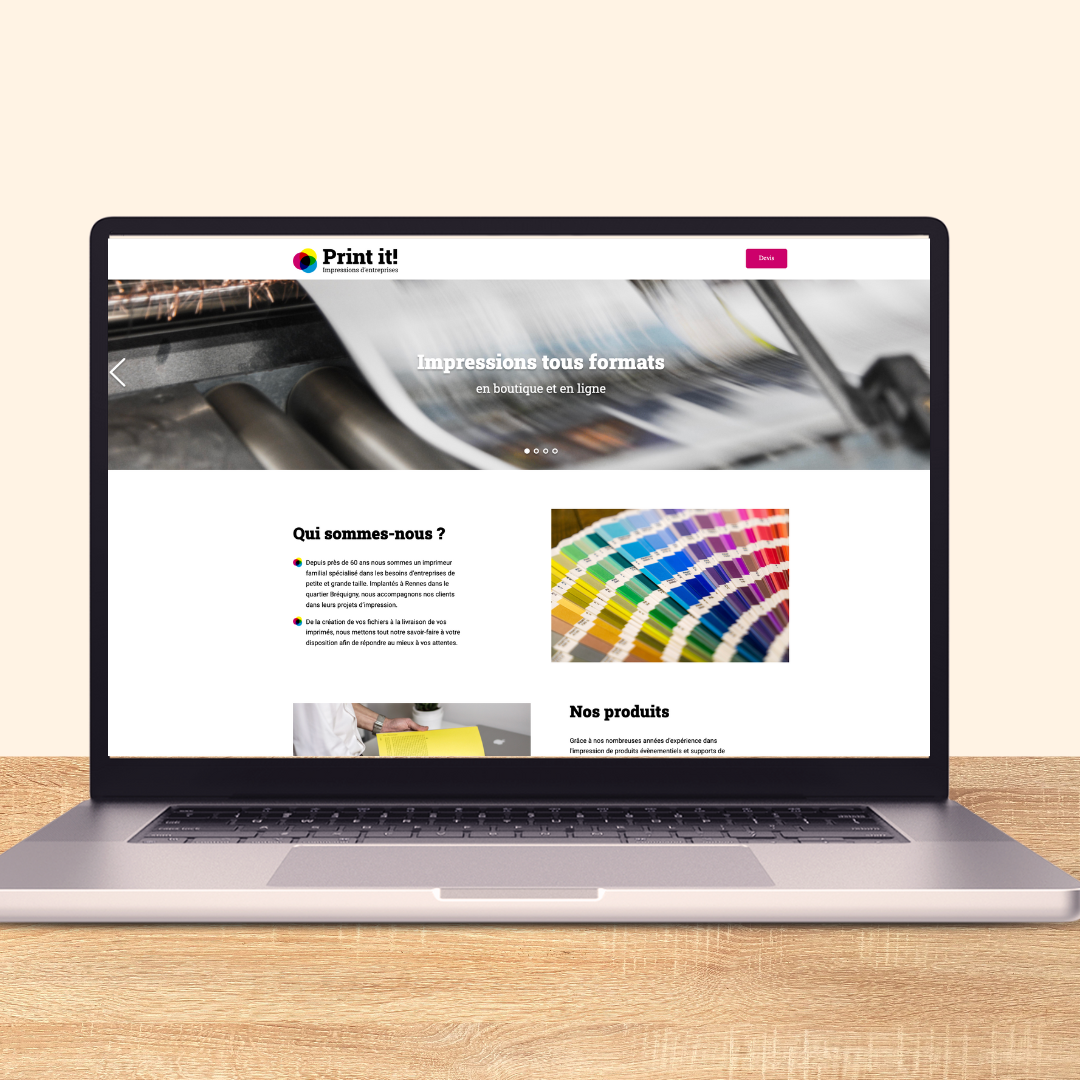 Print it!
Impressions d'entreprises
Devis
Impressions tous formats
en boutique et en ligne
Qui sommes-nous ?
Depuis près de 60 ans nous sommes un imprimeur
familial spécialisé dans les besoins d'entreprises de
petite et grande taille. Implantés à Rennes dans le
quartier Bréquigny, nous accompagnons nos clients
dans leurs projets d'impression.
De la création de vos fichiers à la livraison de vos
imprimés, nous mettons tout notre savoir-faire à votre
disposition afin de répondre au mieux à vos attentes.
Nos produits
Grâce à nos nombreuses années d'expérience dans
l'impression de produits évènementiels et supports de